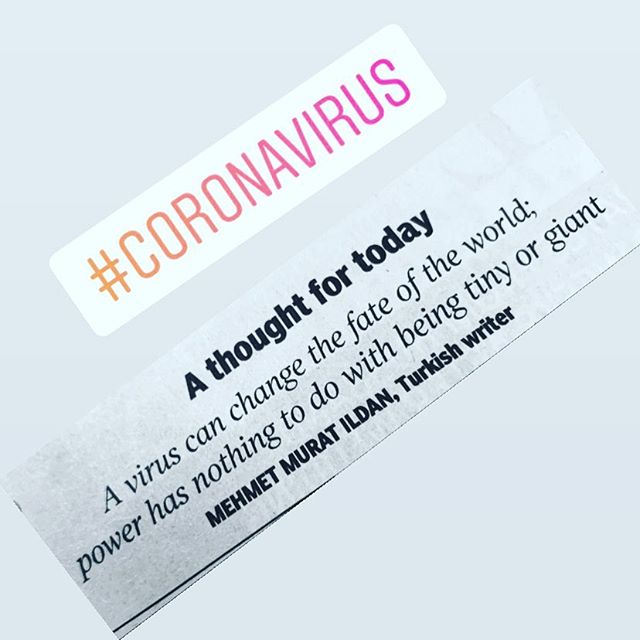 #CORONAVIRUS
A thought for today
A virus can change the fate of the world;
power has nothing to do with being tiny or giant
MEHMET MURAT ILDAN, Turkish writer